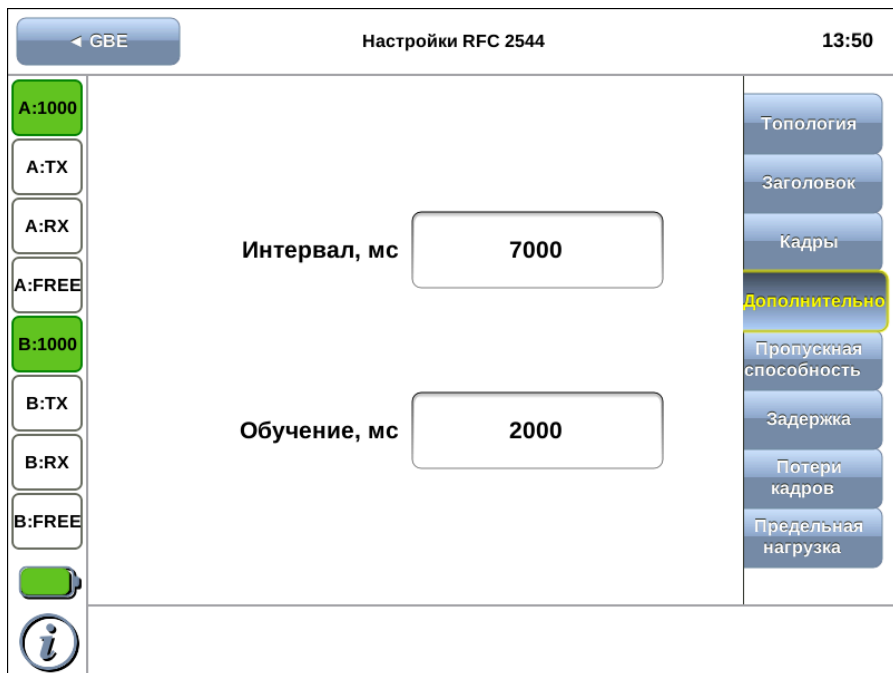 ◄ GBE
Настройки RFC 2544
13:50
A:1000
A:TX
A:RX
A:FREE
B:1000
B:TX
B:RX
B:FREE
i
Интервал, мс
7000
Обучение, мс
2000
Топология
Заголовок
Кадры
Дополнительно
Пропускная
способность
Задержка
Потери
кадров
Предельная
нагрузка